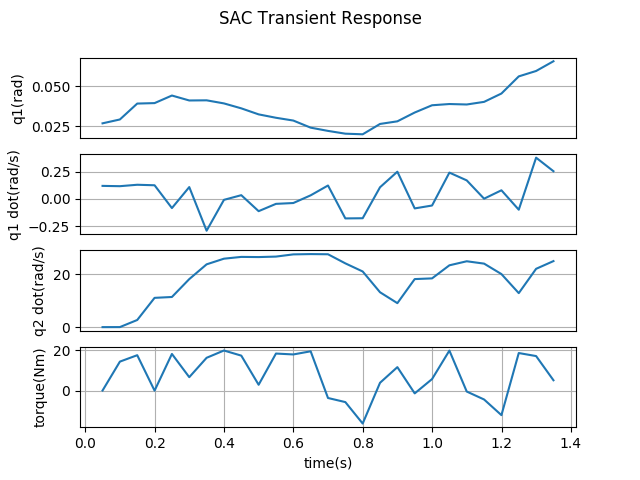 SAC Transient Response
q1(rad)
0.050
0.025
q1 dot(rad/s)
0.25
0.00
−0.25
q2 dot(rad/s)
20
0
torque(Nm)
20
0
0.0 0.2 0.4 0.6 0.8 1.0 1.2 1.4
time(s)